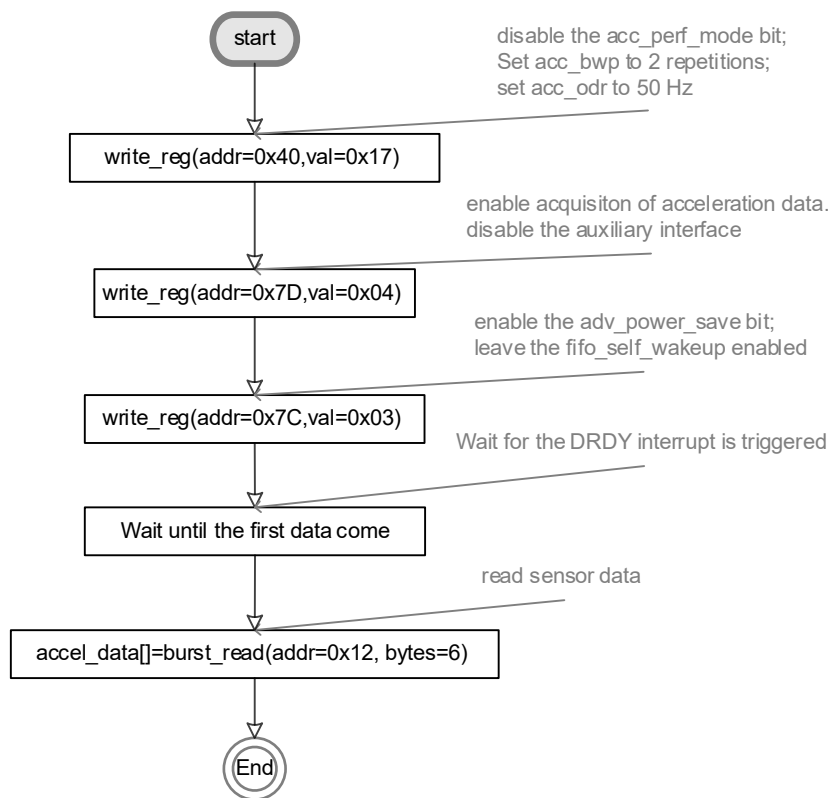 start
disable the acc_perf_mode bit;
Set acc_bwp to 2 repetitions;
set acc_odr to 50 Hz
write_reg(addr=0x40,val=0x17)
enable acquisiton of acceleration data.
disable the auxiliary interface
write_reg(addr=0x7D,val=0x04)
enable the adv_power_save bit;
leave the fifo_self_wakeup enabled
write_reg(addr=0x7C,val=0x03)
Wait for the DRDY interrupt is triggered
Wait until the first data come
read sensor data
accel_data[]=burst_read(addr=0x12, bytes=6)
End